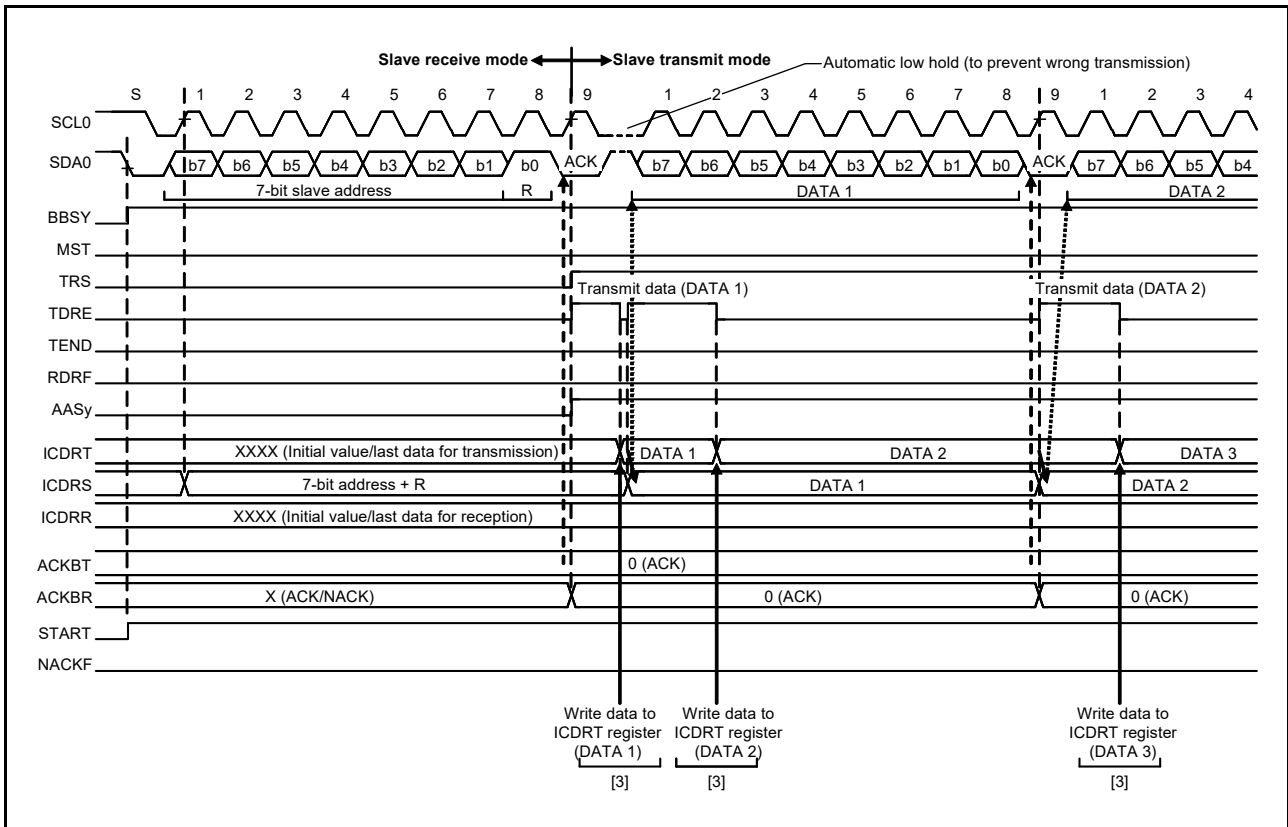 Slave receive mode Slave transmit mode
Automatic low hold (to prevent wrong transmission)
S 1 2 3 4 5 6 7 8 9 1 2 3 4 5 6 7 8 9 1 2 3 4
SCL0
SDA0 b7 b6 b5 b4 b3 b2 b1 b0 ACK b7 b6 b5 b4 b3 b2 b1 b0 ACK b7 b6 b5 b4
7-bit slave address R DATA 1 DATA 2
BBSY
MST
TRS
Transmit data (DATA 1) Transmit data (DATA 2)
TDRE
TEND
RDRF
AASy
ICDRT XXXX (Initial value/last data for transmission) DATA 1 DATA 2 DATA 3
ICDRS 7-bit address + R DATA 1 DATA 2
ICDRR XXXX (Initial value/last data for reception)
ACKBT 0 (ACK)
ACKBR X (ACK/NACK) 0 (ACK) 0 (ACK)
START
NACKF
Write data to Write data to Write data to
ICDRT register ICDRT register ICDRT register
(DATA 1) (DATA 2) (DATA 3)
[3] [3] [3]